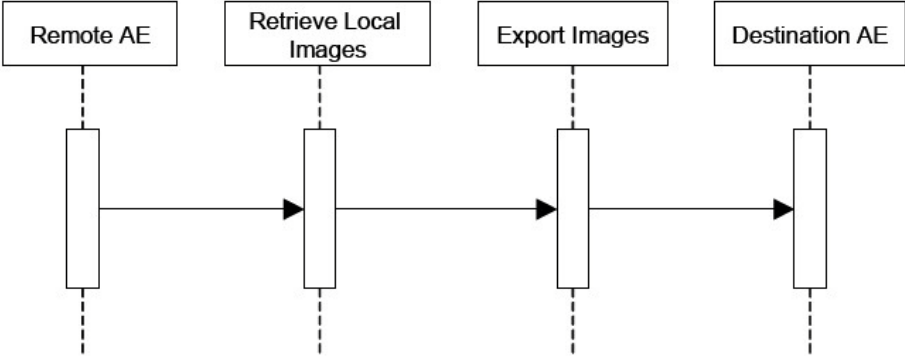 Remote AE
Retrieve Local
Images
Export Images
Destination AE